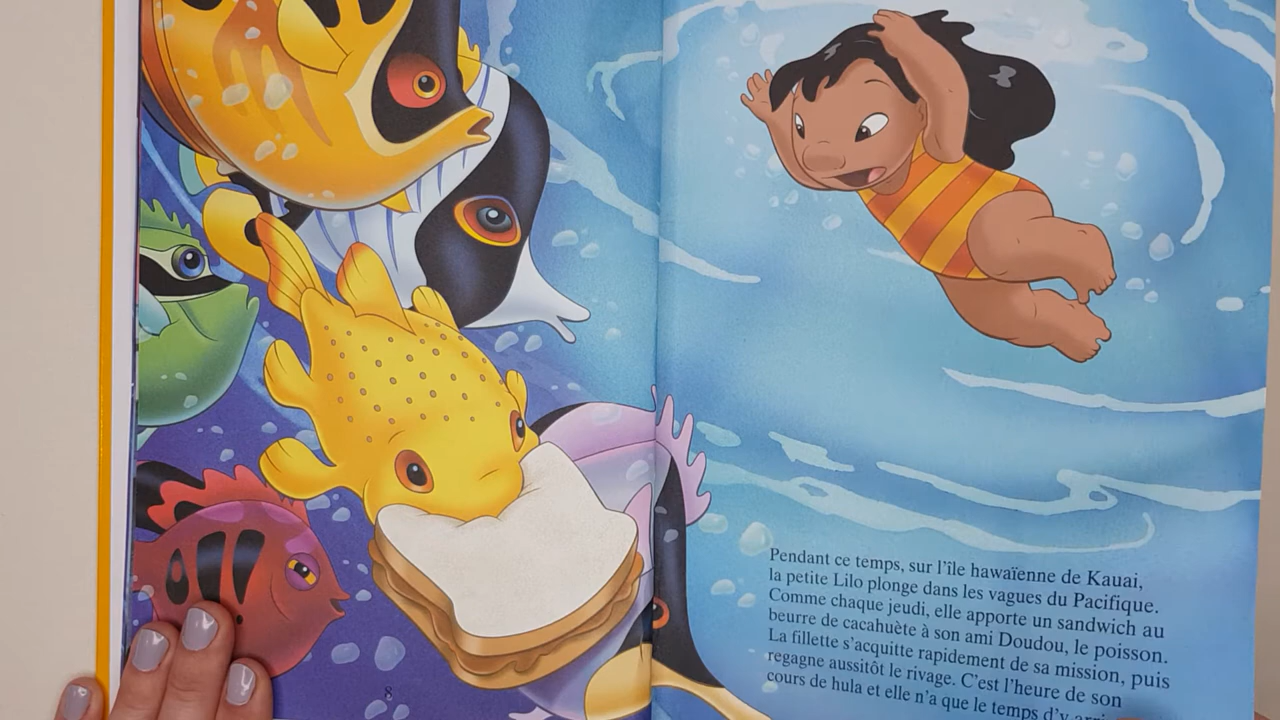 Pendant ce temps, sur l'île hawaïenne de Kauai,
la petite Lilo plonge dans les vagues du Pacifique.
Comme chaque jeudi, elle apporte un sandwich au
beurre de cacahuète à son ami Doudou, le poisson.
La fillette s'acquitte rapidement de sa mission, puis
regagne aussitôt le rivage. C'est l'heure de son
cours de hula et elle n'a que le temps d'y
8